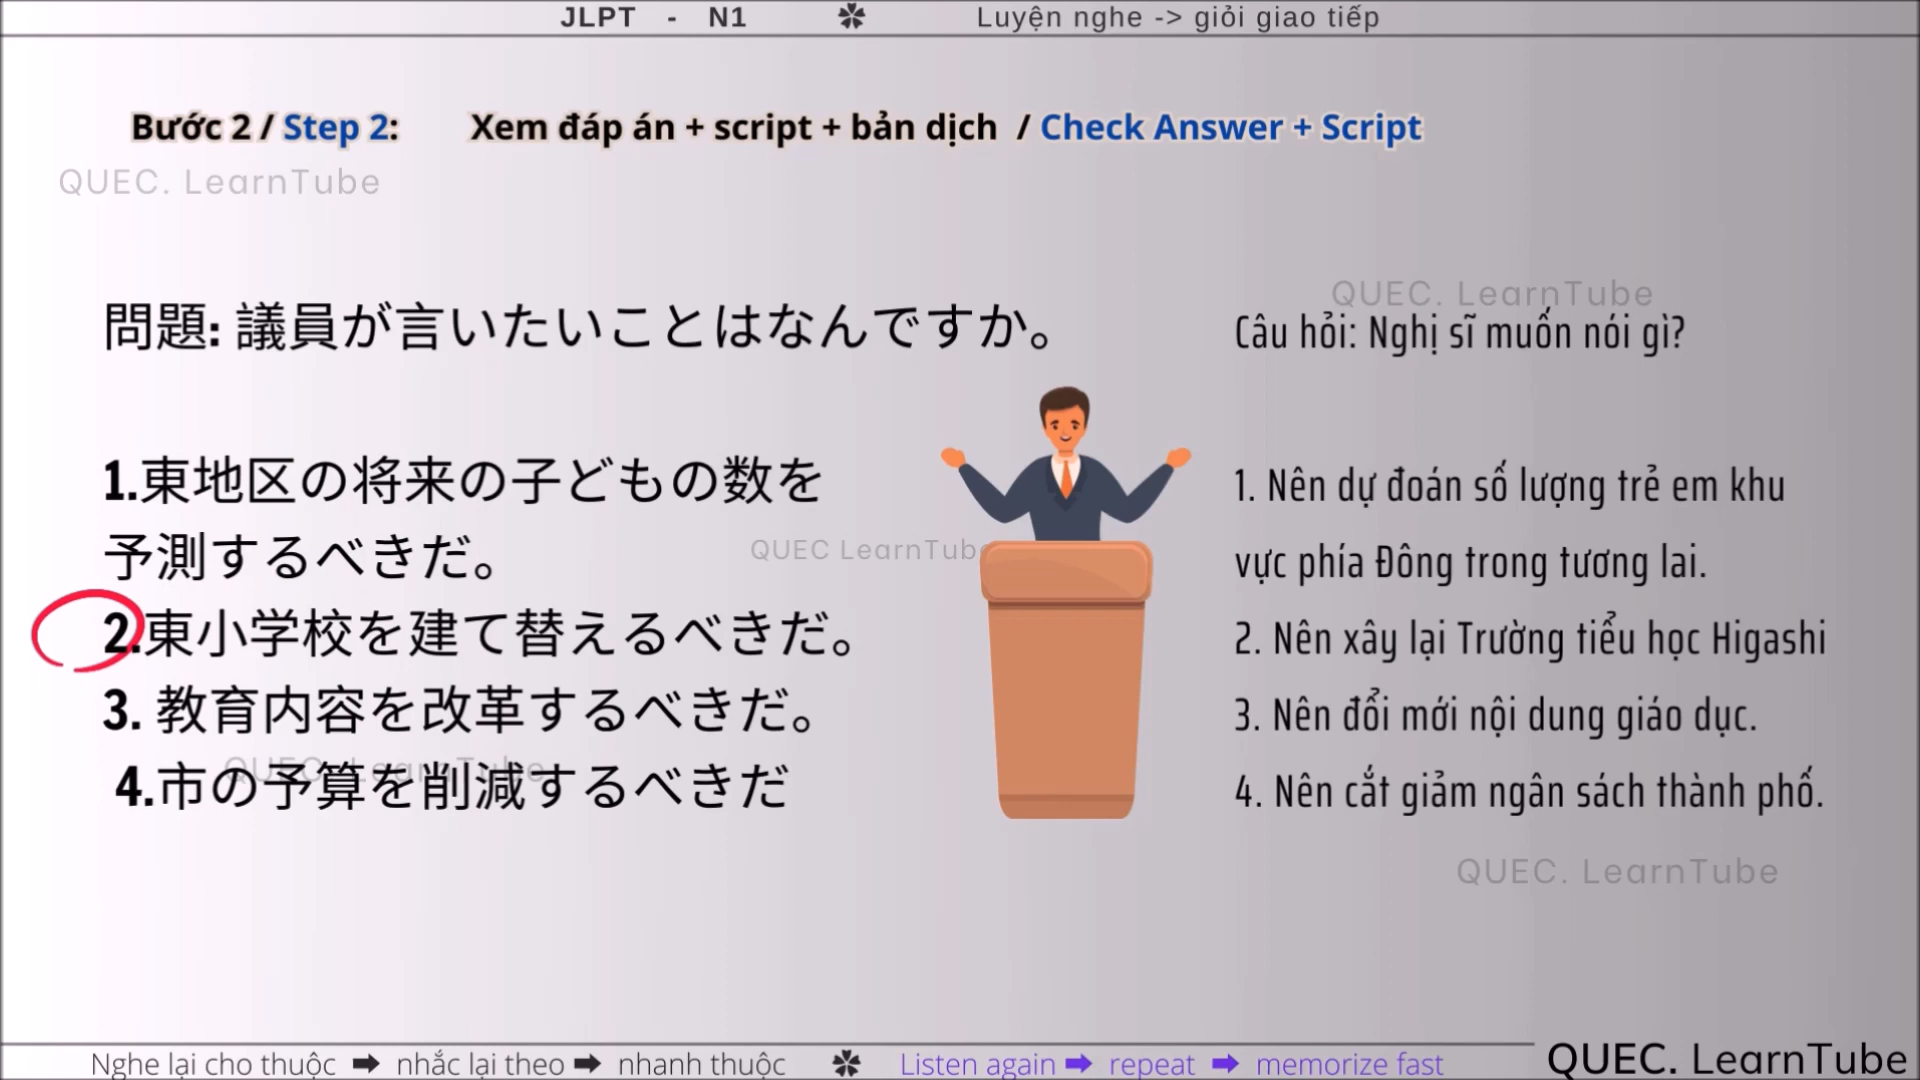 JLPT - N1 ✽ Luyện nghe -> giỏi giao tiếp
Bước 2 / Step 2: Xem đáp án + script + bản dịch / Check Answer + Script
QUEC. LearnTube
QUEC. LearnTube
問題: 議員が言いたいことはなんですか。
Câu hỏi: Nghị sĩ muốn nói gì?
1.東地区の将来の子どもの数を
予測するべきだ。
2.東小学校を建て替えるべきだ。
3. 教育内容を改革するべきだ。
4.市の予算を削減するべきだ
QUEC LearnTube
QUEC. LearnTube
1. Nên dự đoán số lượng trẻ em khu
vực phía Đông trong tương lai.
2. Nên xây lại Trường tiểu học Higashi
3. Nên đổi mới nội dung giáo dục.
4. Nên cắt giảm ngân sách thành phố.
QUEC. LearnTube
Nghe lại cho thuộc ➡ nhắc lại theo ➡ nhanh thuộc ✽ Listen again ➡ repeat ➡ memorize fast
QUEC. LearnTube